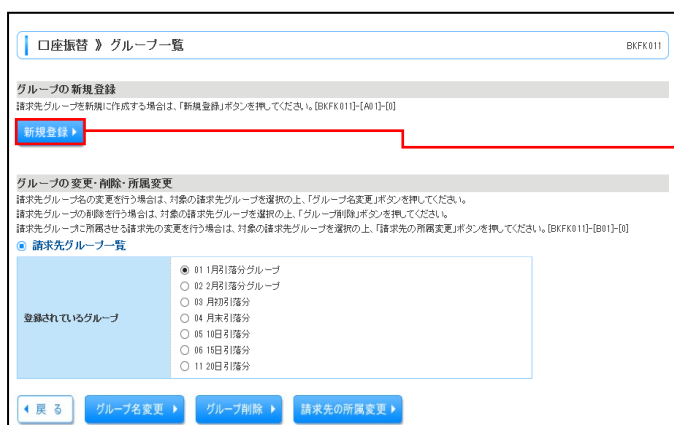 口座振替 》 グループ一覧
BKFK011
グループの新規登録
請求先グループを新規に作成する場合は、「新規登録」ボタンを押してください。[BKFK011]-[A01]-[0]
新規登録
グループの変更・削除・所属変更
請求先グループ名の変更を行う場合は、対象の請求先グループを選択の上、「グループ名変更」ボタンを押してください。
請求先グループの削除を行う場合は、対象の請求先グループを選択の上、「グループ削除」ボタンを押してください。
請求先グループに所属させる請求先の変更を行う場合は、対象の請求先グループを選択の上、「請求先の所属変更」ボタンを押してください。[BKFK011]-[B01]-[0]
請求先グループ一覧
登録されているグループ
01 1月引落分グループ
02 2月引落分グループ
03 月初引落分
04 月末引落分
05 10日引落分
06 15日引落分
11 20日引落分
戻る
グループ名変更
グループ削除
請求先の所属変更